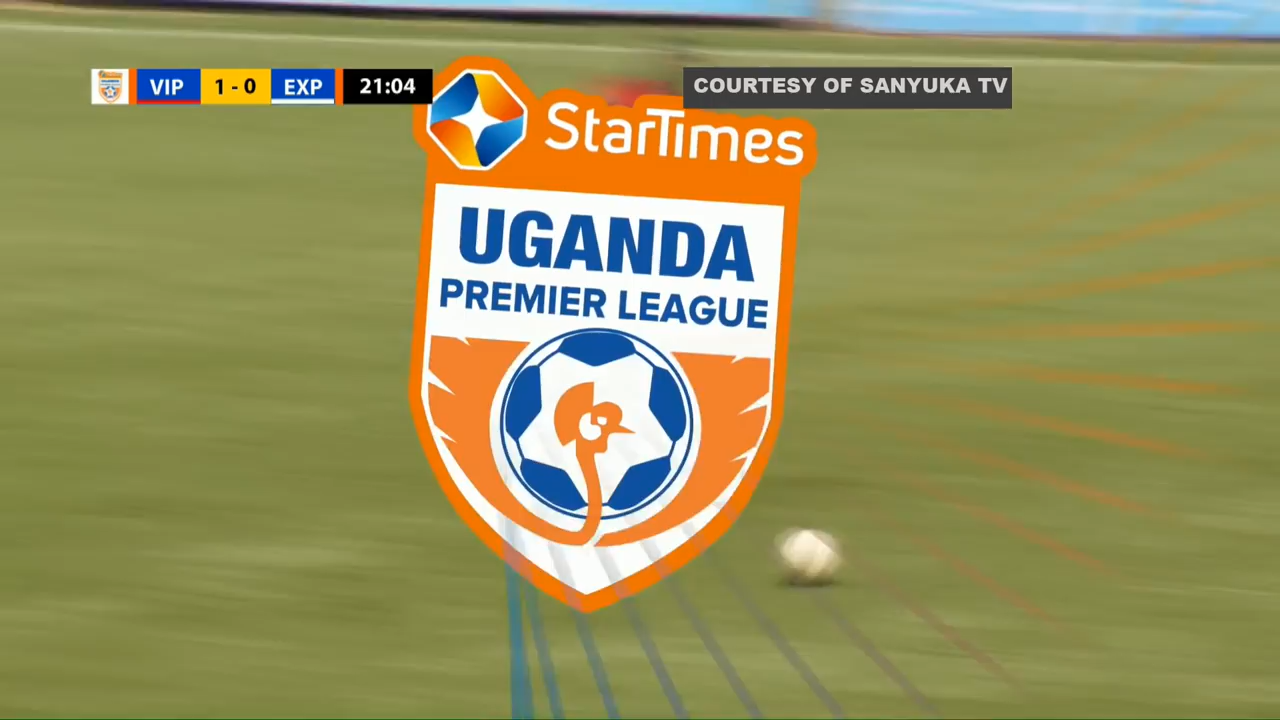 VIP 1 - 0 EXP 21:04
COURTESY OF SANYUKA TV
StarTimes
UGANDA
PREMIER LEAGUE